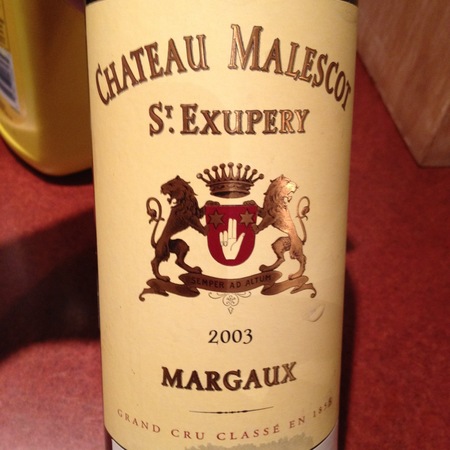 CHATEAU MALESCOT
ST. EXUPERY
SEMPER AD ALTUM
2003
MARGAUX
GRAND CRU CLASSÉ EN 1855